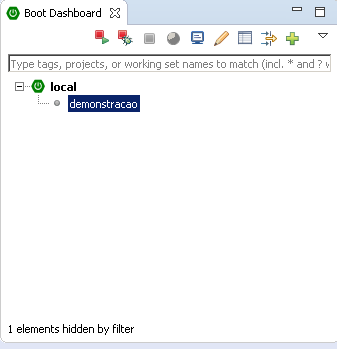 Boot Dashboard
Type tags, projects, or working set names to match (incl. * and ? w
local
demonstracao
1 elements hidden by filter